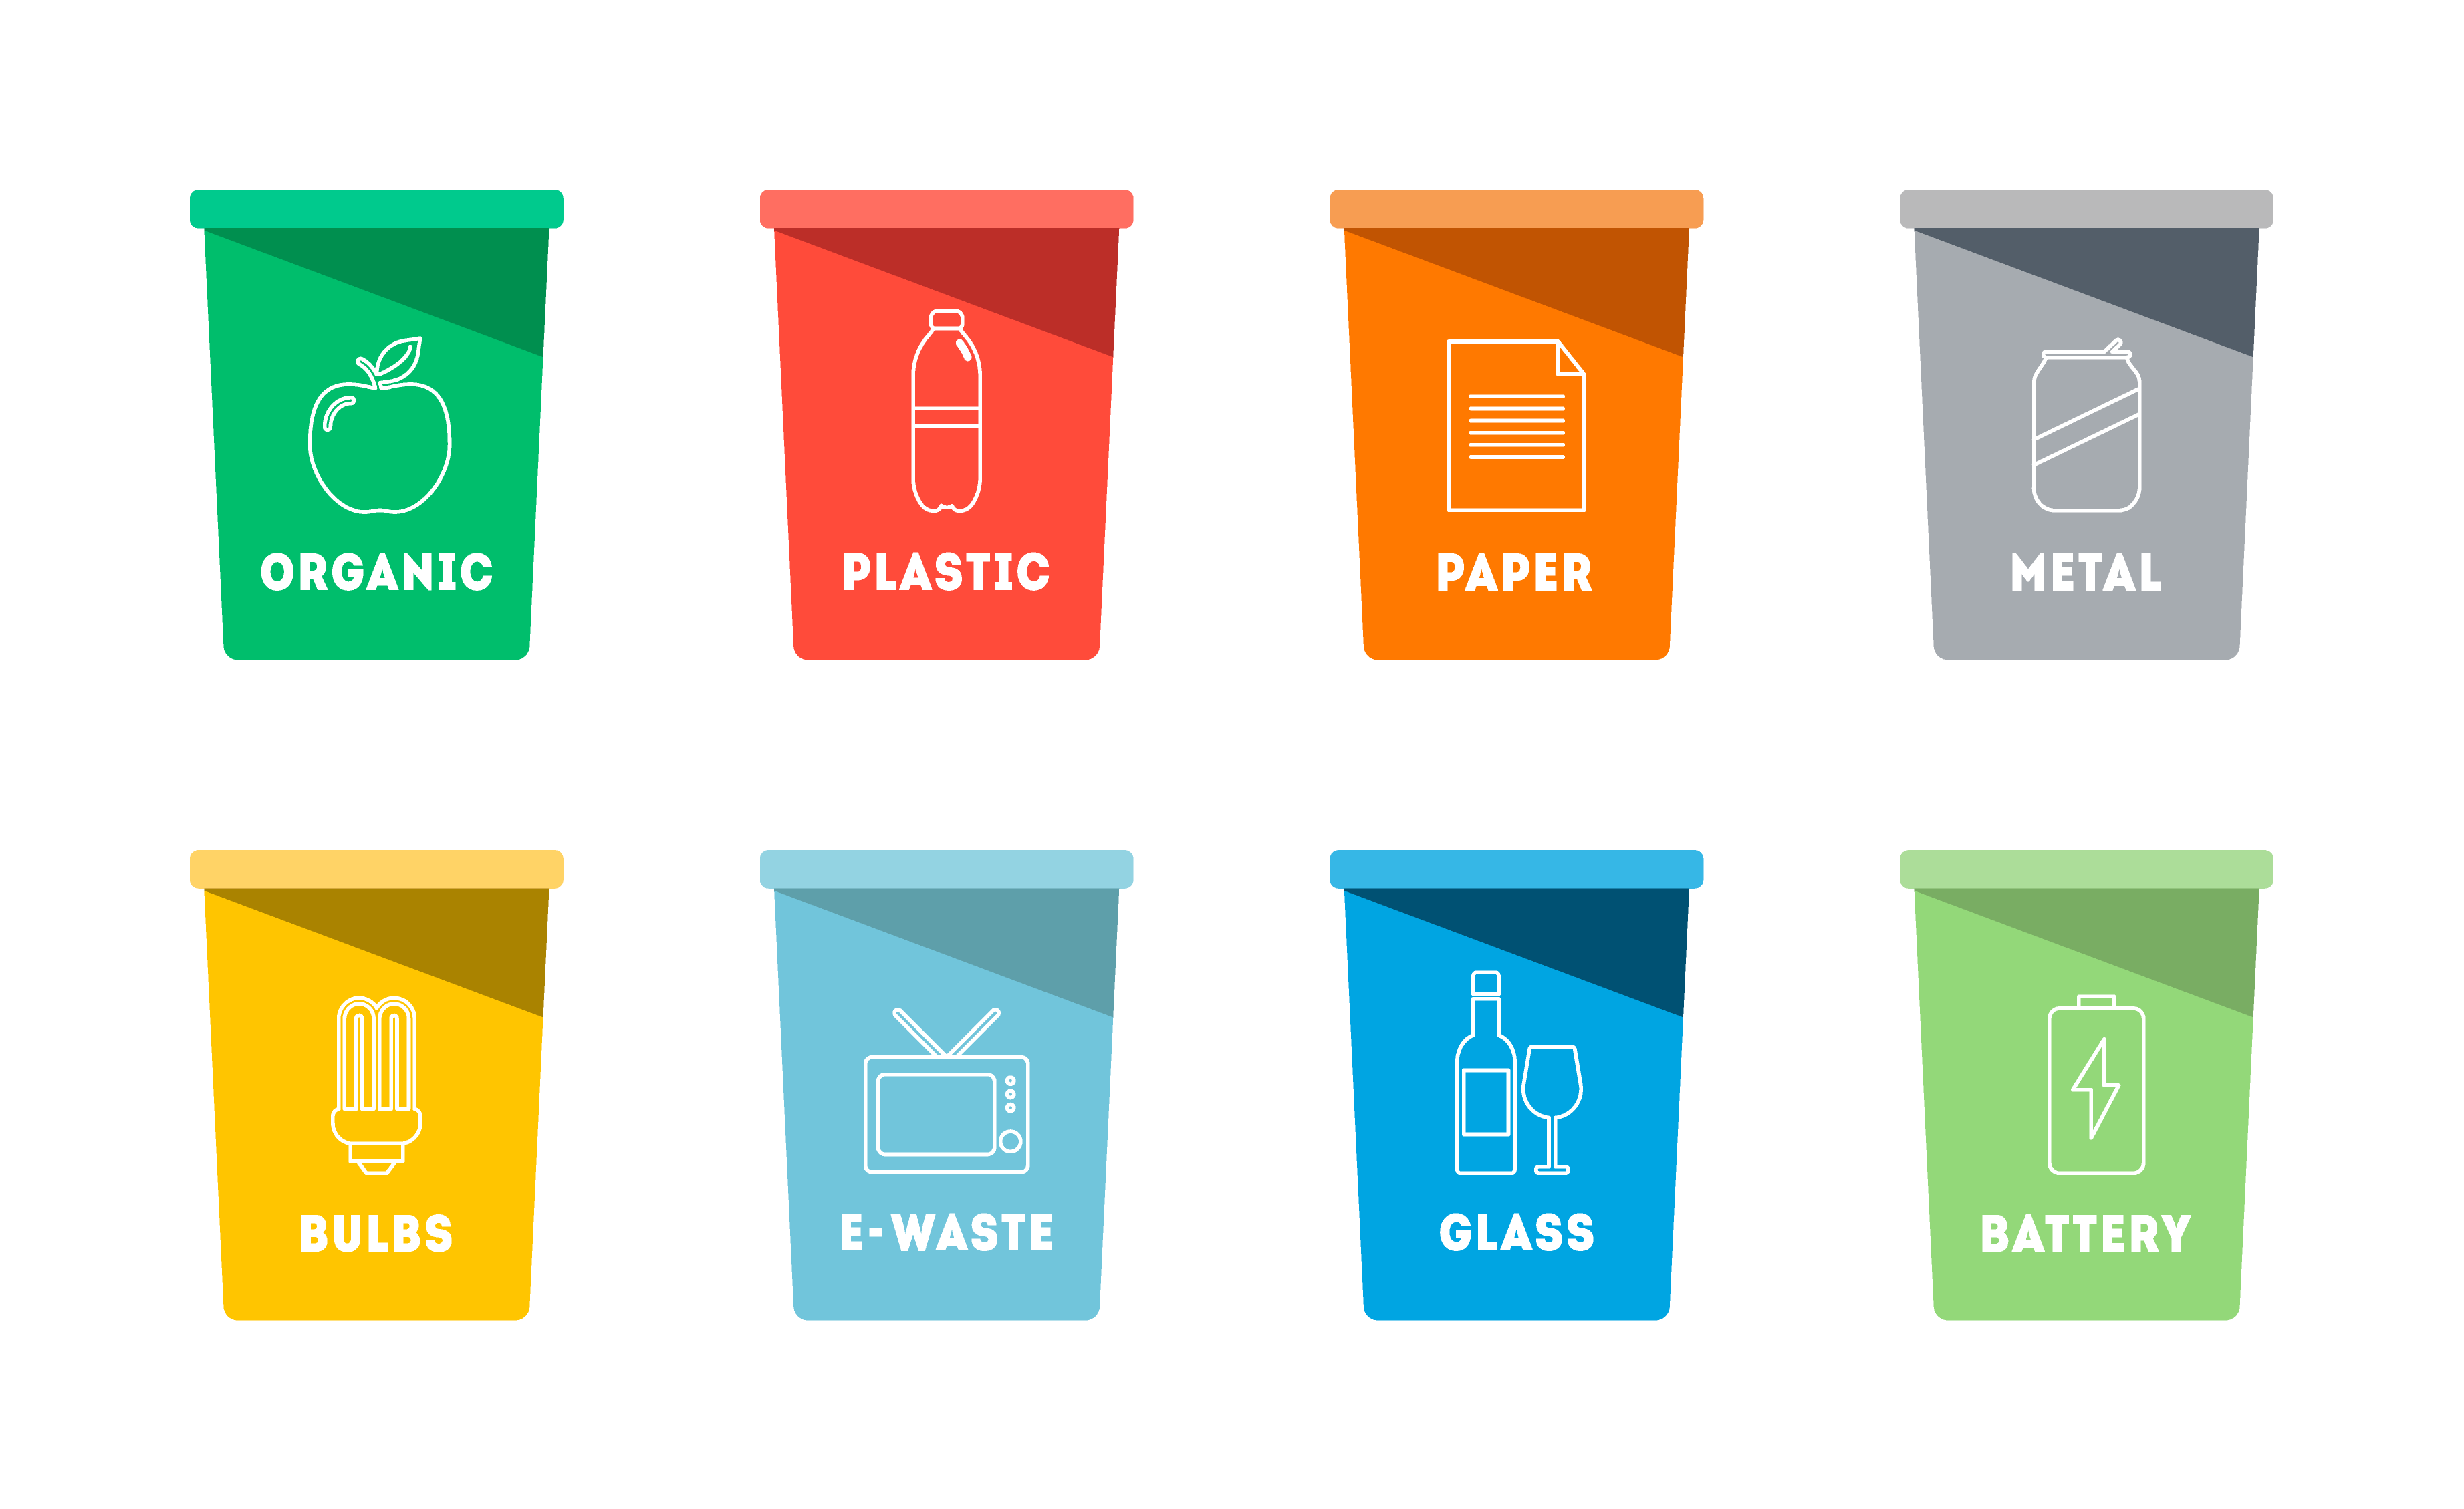 ORGANIC
PLASTIC
PAPER
METAL
BULBS
E-WASTE
GLASS
BATTERY